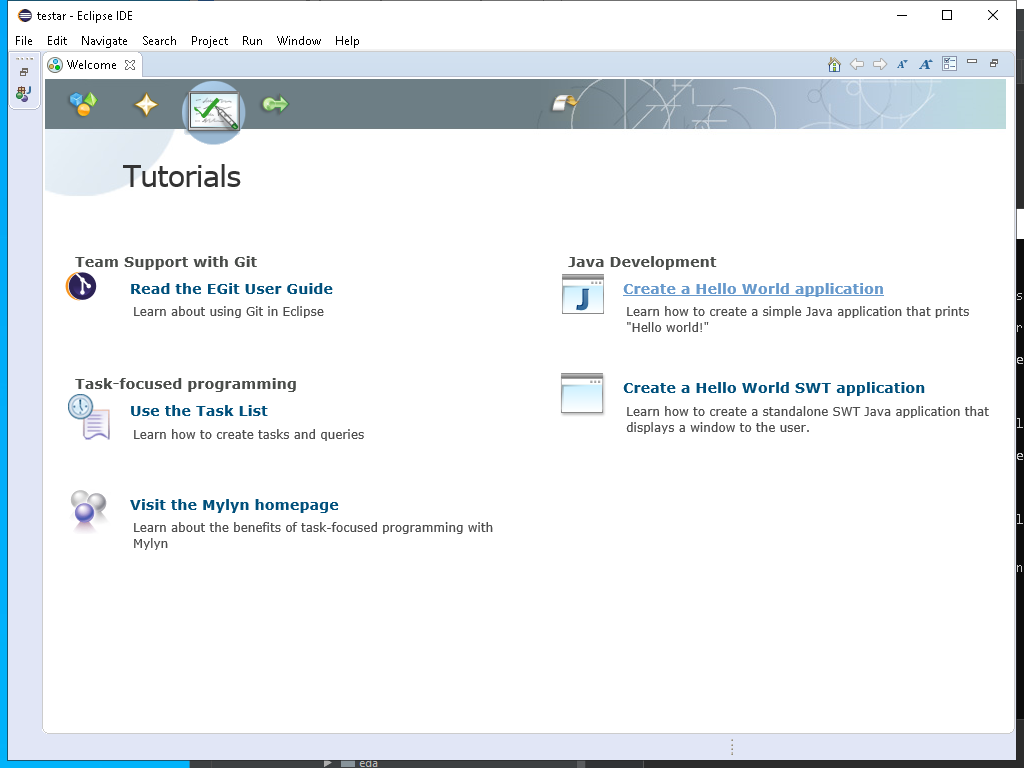 testar - Eclipse IDE
File Edit Navigate Search Project Run Window Help
Welcome
Tutorials
Team Support with Git
Read the EGit User Guide
Learn about using Git in Eclipse
Task-focused programming
Use the Task List
Learn how to create tasks and queries
Visit the Mylyn homepage
Learn about the benefits of task-focused programming with
Mylyn
Java Development
Create a Hello World application
Learn how to create a simple Java application that prints
"Hello world!"
Create a Hello World SWT application
Learn how to create a standalone SWT Java application that
displays a window to the user.
eda